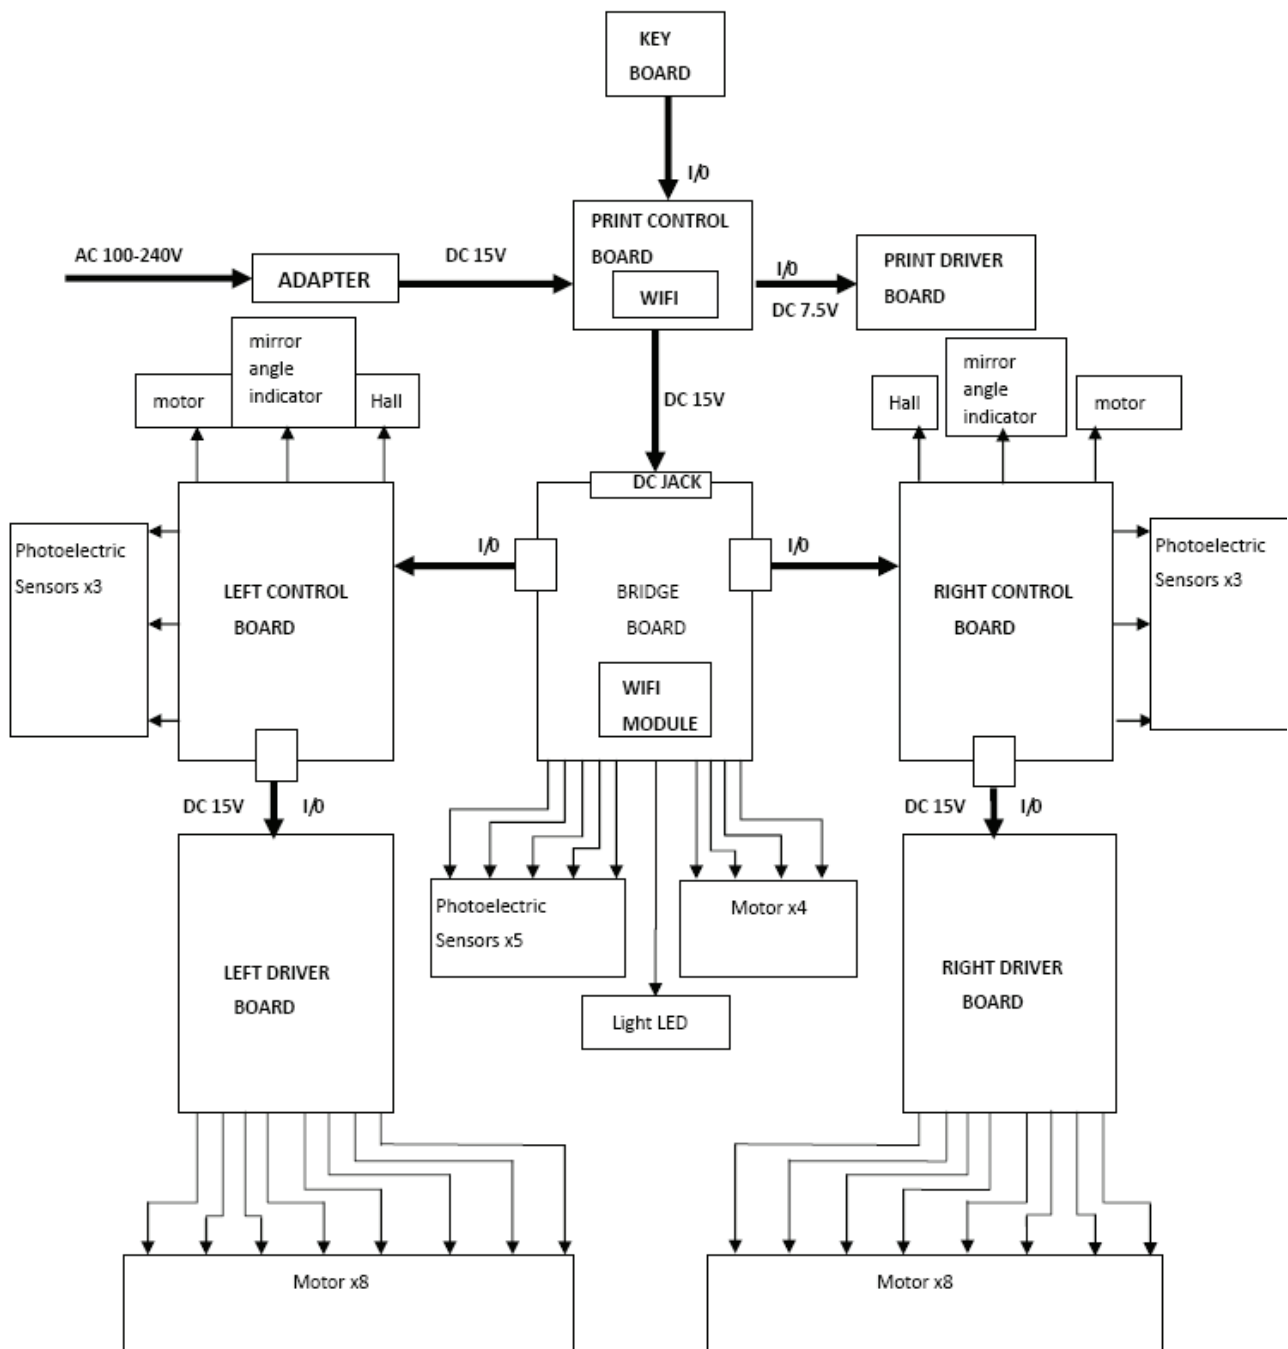 KEY
BOARD
I/0
PRINT CONTROL
BOARD
WIFI
AC 100-240V
ADAPTER
DC 15V
I/0
DC 7.5V
PRINT DRIVER
BOARD
mirror
angle
indicator
motor
Hall
DC 15V
Hall
mirror
angle
indicator
motor
DC JACK
Photoelectric
Sensors x3
LEFT CONTROL
BOARD
I/0
BRIDGE
BOARD
WIFI
MODULE
I/0
RIGHT CONTROL
BOARD
Photoelectric
Sensors x3
DC 15V
I/0
DC 15V
I/0
Photoelectric
Sensors x5
Motor x4
Light LED
LEFT DRIVER
BOARD
RIGHT DRIVER
BOARD
Motor x8
Motor x8